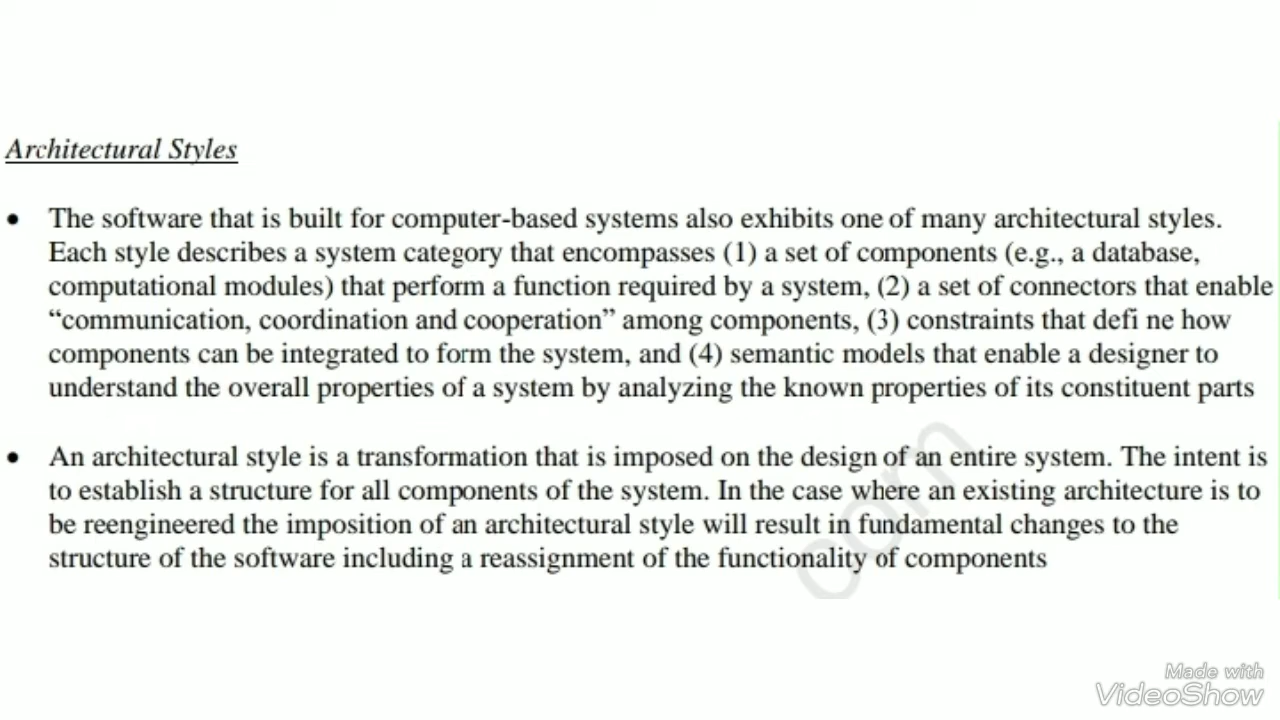 Architectural Styles
• The software that is built for computer-based systems also exhibits one of many architectural styles.
Each style describes a system category that encompasses (1) a set of components (e.g., a database,
computational modules) that perform a function required by a system, (2) a set of connectors that enable
“communication, coordination and cooperation” among components, (3) constraints that defi ne how
components can be integrated to form the system, and (4) semantic models that enable a designer to
understand the overall properties of a system by analyzing the known properties of its constituent parts
• An architectural style is a transformation that is imposed on the design of an entire system. The intent is
to establish a structure for all components of the system. In the case where an existing architecture is to
be reengineered the imposition of an architectural style will result in fundamental changes to the
structure of the software including a reassignment of the functionality of components
Made with
VideoShow